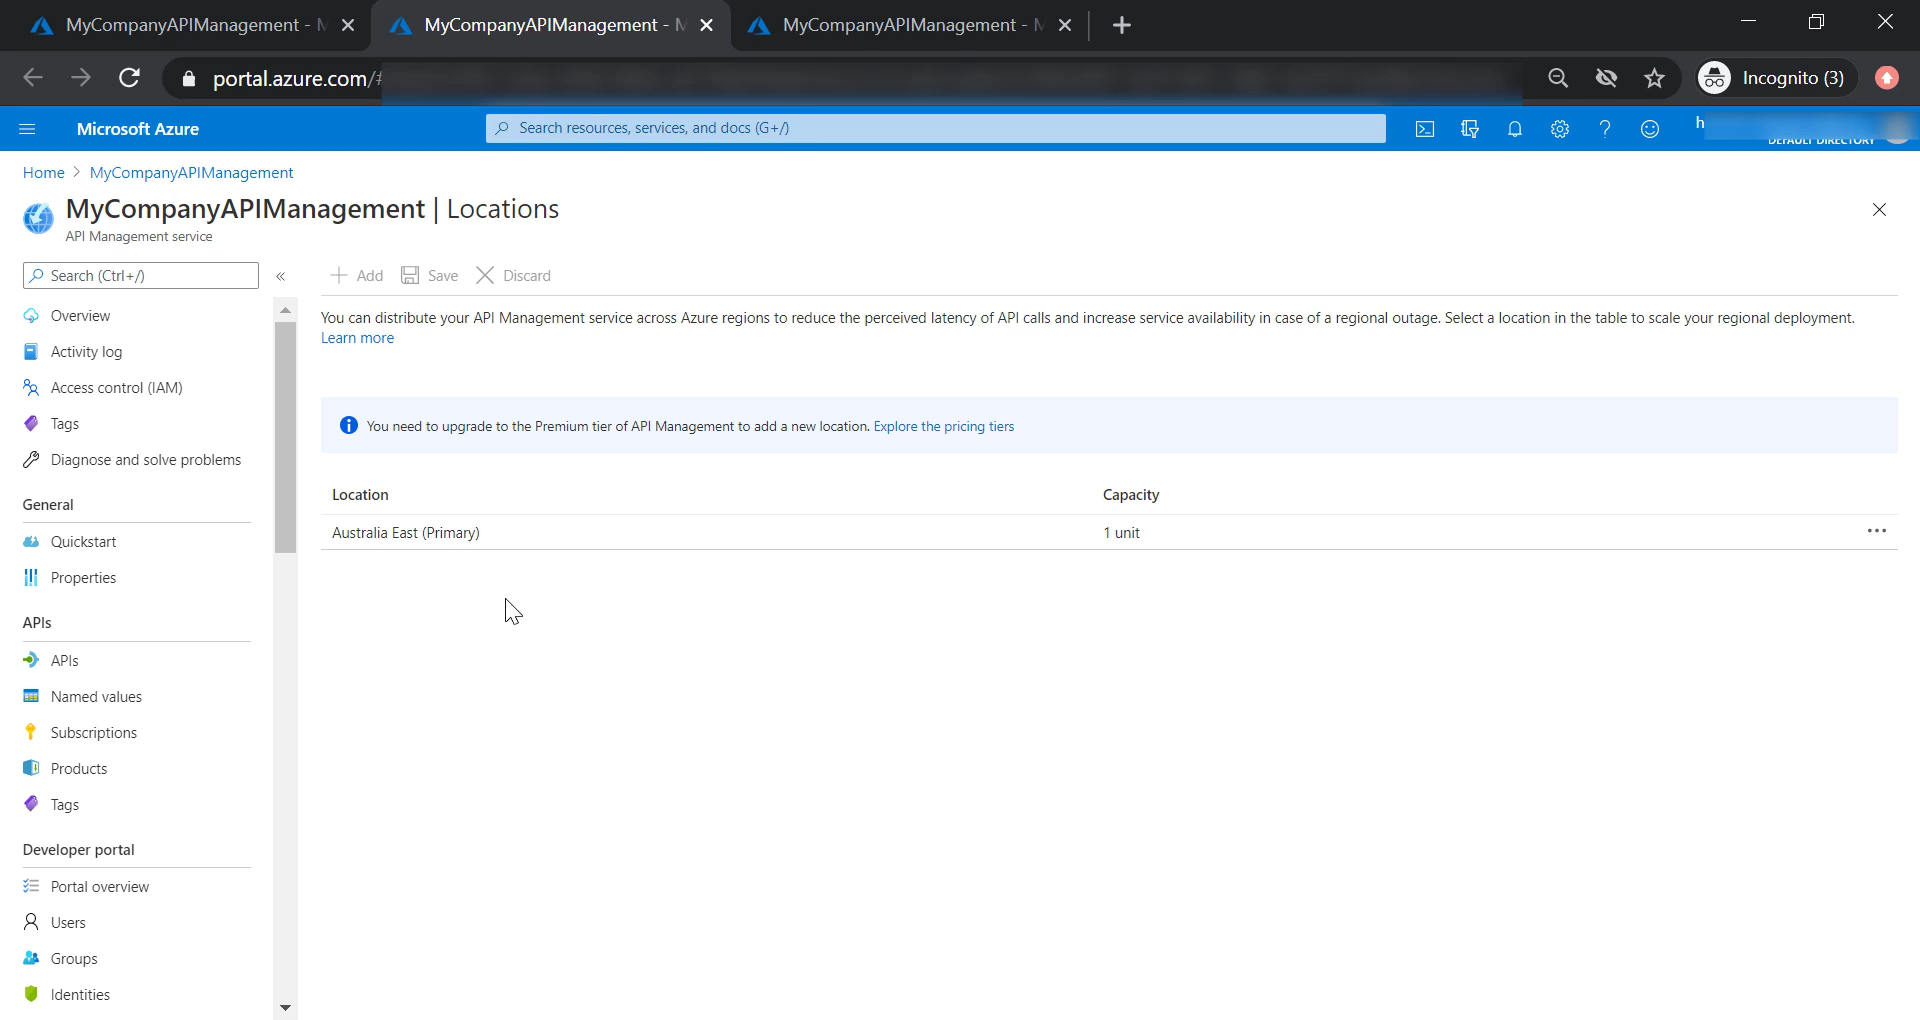 MyCompanyAPIManagement -
MyCompanyAPIManagement -
MyCompanyAPIManagement -
portal.azure.com/#
Incognito (3)
Microsoft Azure
Search resources, services, and docs (G+/)
h
DEFAULT DIRECTORY
Home > MyCompanyAPIManagement
MyCompanyAPIManagement | Locations
API Management service
Search (Ctrl+/)
«
Add
Save
Discard
Overview
Activity log
Access control (IAM)
Tags
Diagnose and solve problems
General
Quickstart
Properties
APIs
APIs
Named values
Subscriptions
Products
Tags
Developer portal
Portal overview
Users
Groups
Identities
You can distribute your API Management service across Azure regions to reduce the perceived latency of API calls and increase service availability in case of a regional outage. Select a location in the table to scale your regional deployment.
Learn more
You need to upgrade to the Premium tier of API Management to add a new location. Explore the pricing tiers
Location Capacity
Australia East (Primary) 1 unit